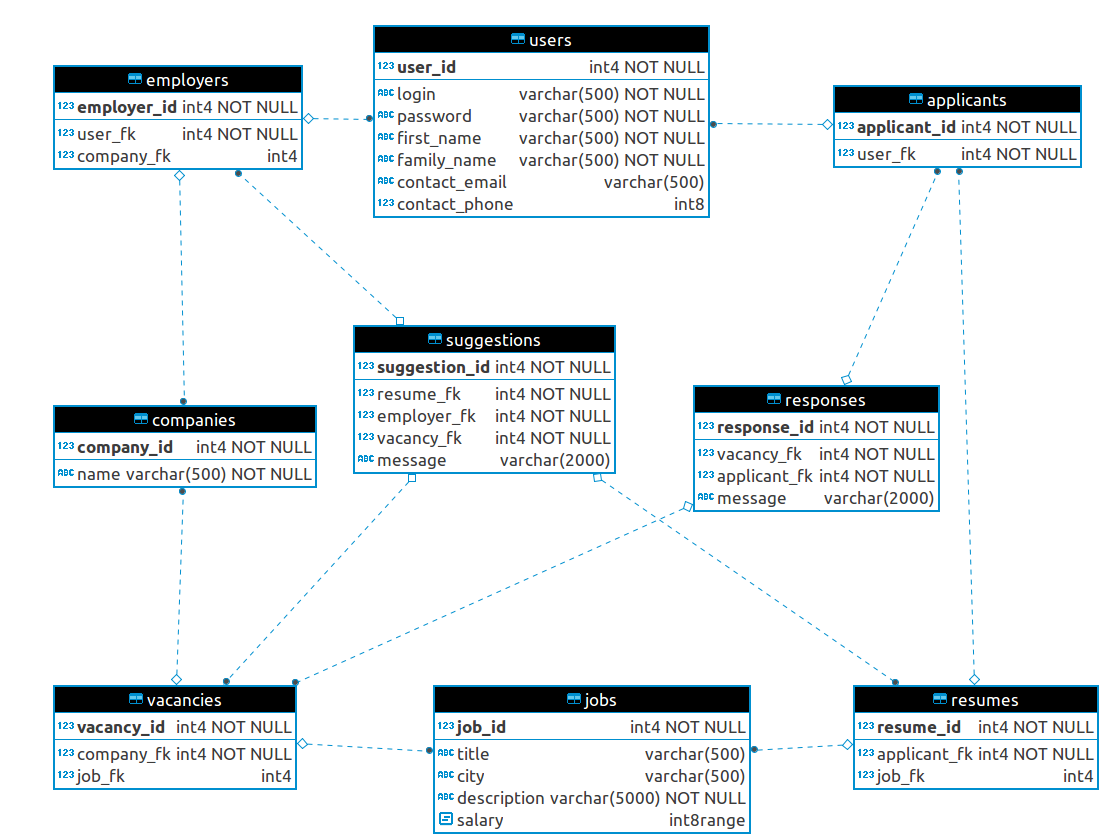 users
123 user_id int4 NOT NULL
ABC login varchar(500) NOT NULL
ABC password varchar(500) NOT NULL
ABC first_name varchar(500) NOT NULL
ABC family_name varchar(500) NOT NULL
ABC contact_email varchar(500)
123 contact_phone int8
employers
123 employer_id int4 NOT NULL
123 user_fk int4 NOT NULL
123 company_fk int4
applicants
123 applicant_id int4 NOT NULL
123 user_fk int4 NOT NULL
suggestions
123 suggestion_id int4 NOT NULL
123 resume_fk int4 NOT NULL
123 employer_fk int4 NOT NULL
123 vacancy_fk int4 NOT NULL
ABC message varchar(2000)
responses
123 response_id int4 NOT NULL
123 vacancy_fk int4 NOT NULL
123 applicant_fk int4 NOT NULL
ABC message varchar(2000)
companies
123 company_id int4 NOT NULL
ABC name varchar(500) NOT NULL
vacancies
123 vacancy_id int4 NOT NULL
123 company_fk int4 NOT NULL
123 job_fk int4
jobs
123 job_id int4 NOT NULL
ABC title varchar(500)
ABC city varchar(500)
ABC description varchar(5000) NOT NULL
salary int8range
resumes
123 resume_id int4 NOT NULL
123 applicant_fk int4 NOT NULL
123 job_fk int4